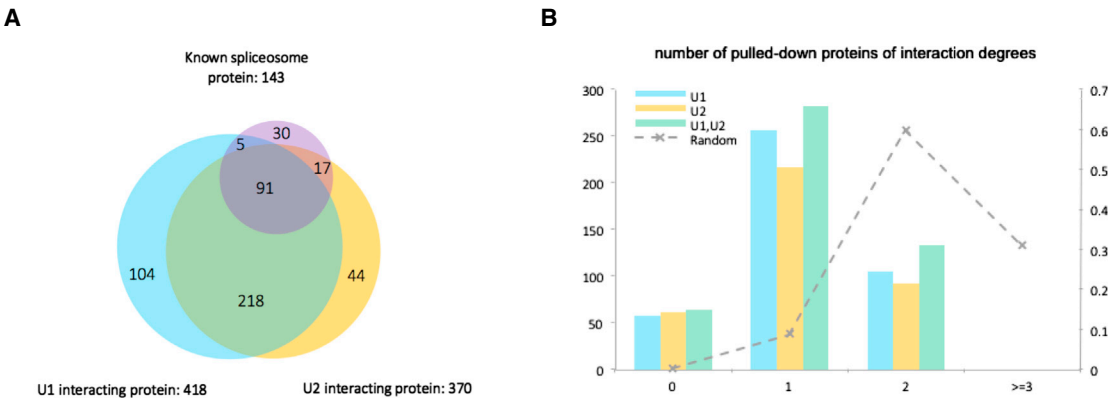 A
Known spliceosome
protein: 143
30
5
17
91
104
44
218
U1 interacting protein: 418
U2 interacting protein: 370
B
number of pulled-down proteins of interaction degrees
U1
U2
U1,U2
Random
300
250
200
150
100
50
0
0.7
0.6
0.5
0.4
0.3
0.2
0.1
0
0
1
2
>=3